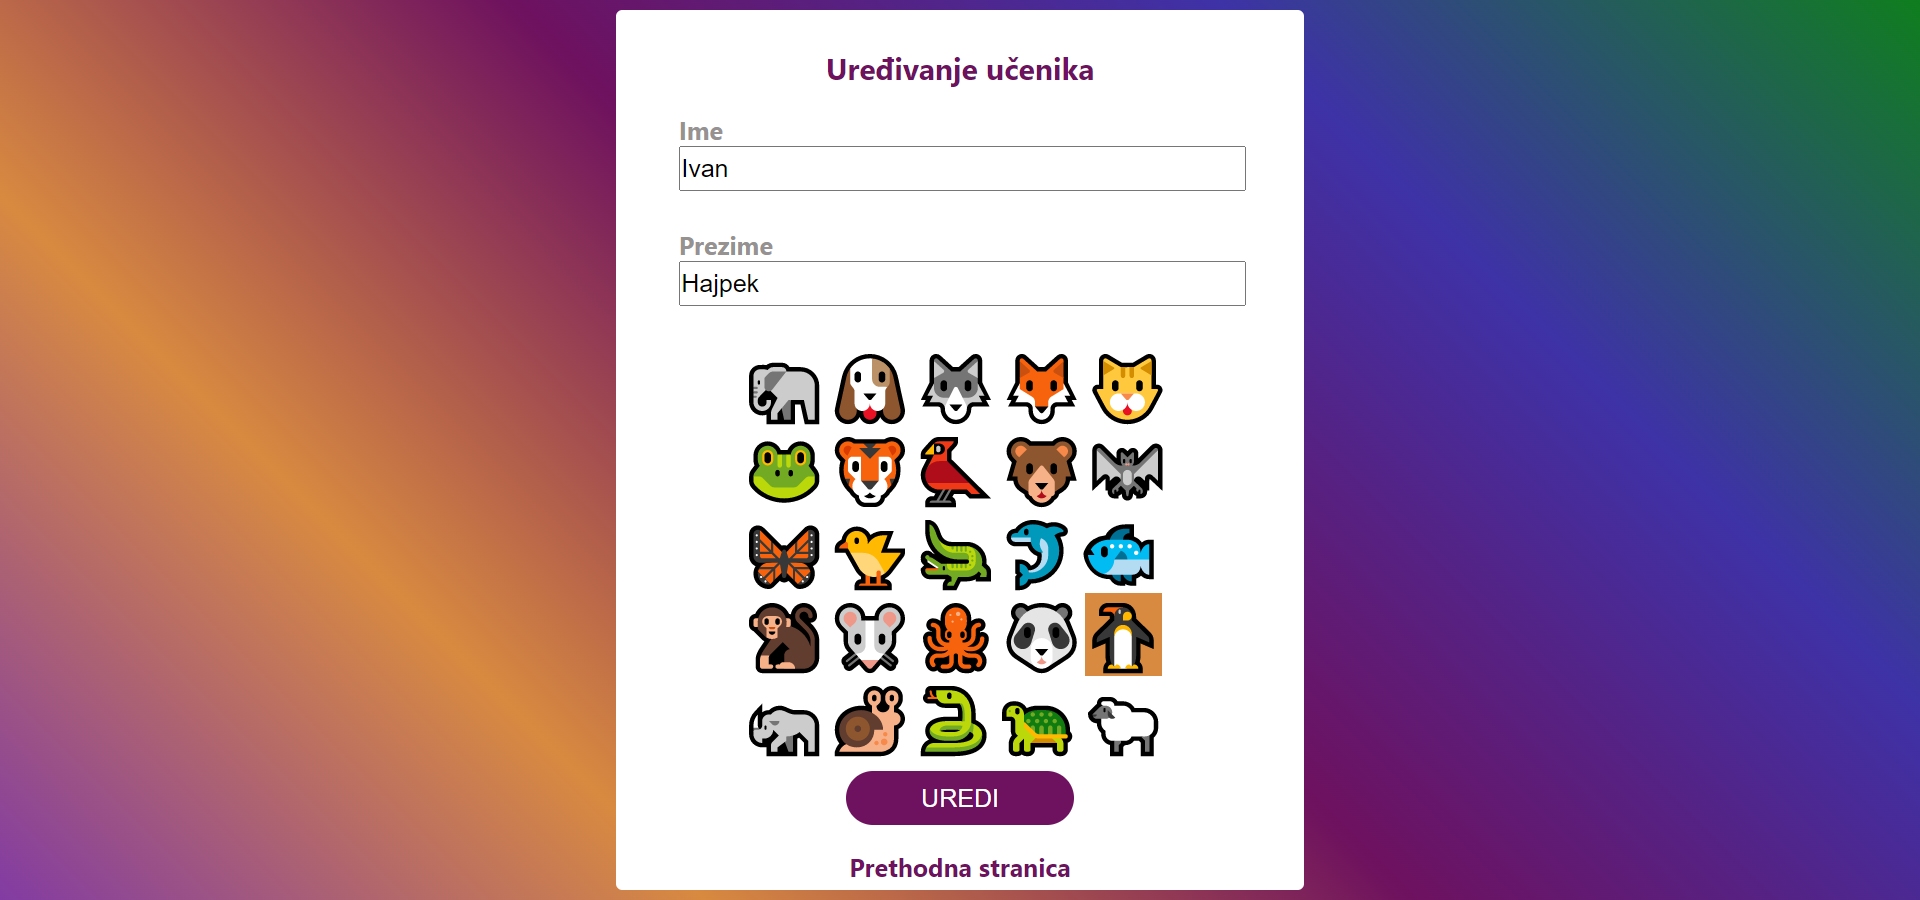 Uređivanje učenika
Ime
Ivan
Prezime
Hajpek
UREDI
Prethodna stranica